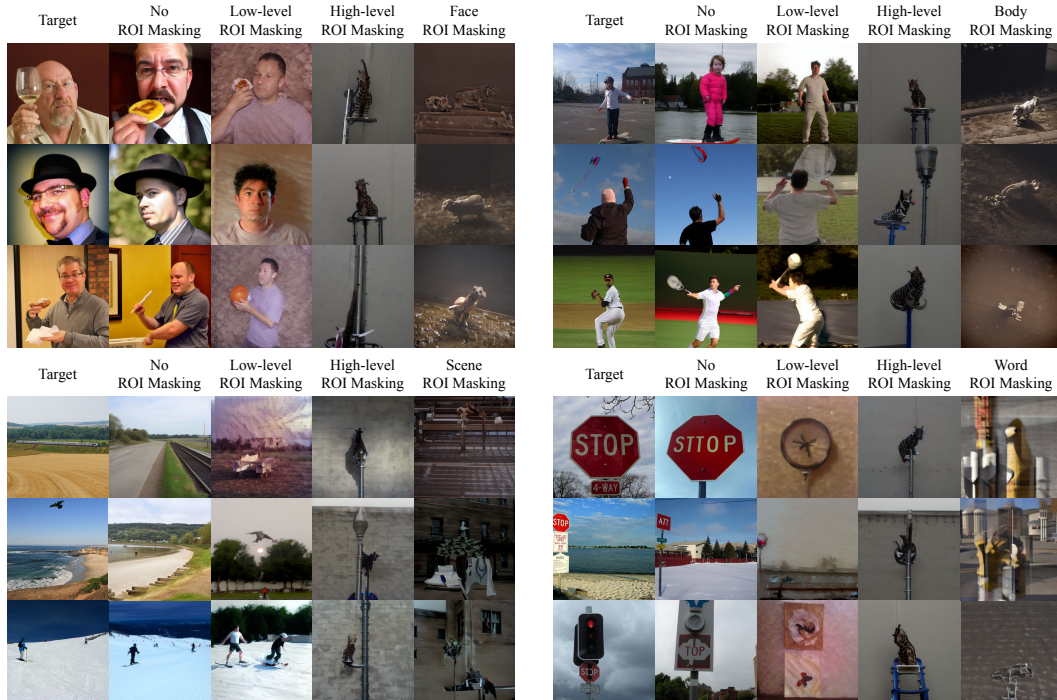 Target
No
ROI Masking
Low-level
ROI Masking
High-level
ROI Masking
Face
ROI Masking
Target
No
ROI Masking
Low-level
ROI Masking
High-level
ROI Masking
Body
ROI Masking
Target
No
ROI Masking
Low-level
ROI Masking
High-level
ROI Masking
Scene
ROI Masking
Target
No
ROI Masking
Low-level
ROI Masking
High-level
ROI Masking
Word
ROI Masking
STOP
4-WAY
STTOP
STOP
ATT
STOP
TOP